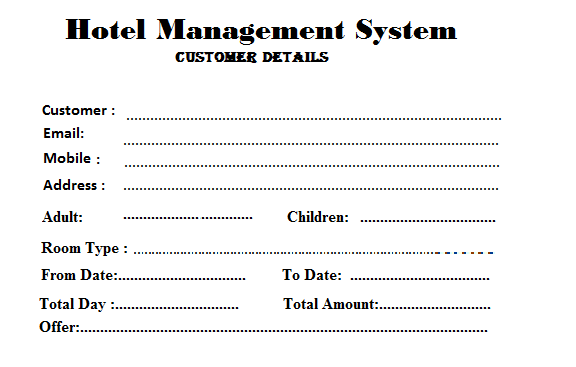 Hotel Management System
CUSTOMER DETAILS
Customer : ................................................................
Email: ................................................................
Mobile : ................................................................
Address : ................................................................
Adult: ................... ............. Children: ..................................
Room Type : ................................................................
From Date:................................ To Date: ...................................
Total Day :............................... Total Amount:............................
Offer:................................................................